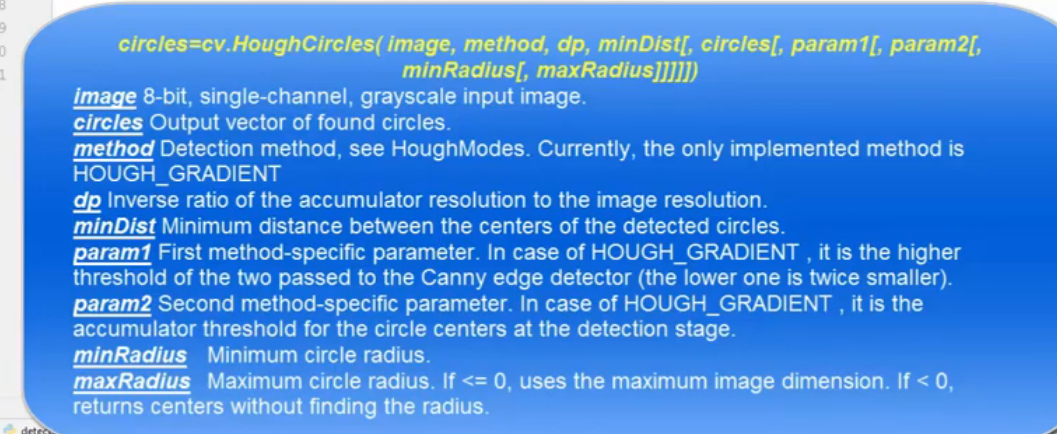 8
9
0
1
circles=cv.HoughCircles( image, method, dp, minDist[, circles[, param1[, param2[,
minRadius[, maxRadius]]]]])
image 8-bit, single-channel, grayscale input image.
circles Output vector of found circles.
method Detection method, see HoughModes. Currently, the only implemented method is
HOUGH_GRADIENT
dp Inverse ratio of the accumulator resolution to the image resolution.
minDist Minimum distance between the centers of the detected circles.
param1 First method-specific parameter. In case of HOUGH_GRADIENT , it is the higher
threshold of the two passed to the Canny edge detector (the lower one is twice smaller).
param2 Second method-specific parameter. In case of HOUGH_GRADIENT , it is the
accumulator threshold for the circle centers at the detection stage.
minRadius Minimum circle radius.
maxRadius Maximum circle radius. If <= 0, uses the maximum image dimension. If < 0,
returns centers without finding the radius.